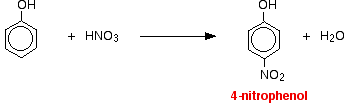 OH
OH
+ HNO₃
+ H₂O
NO₂
4-nitrophenol